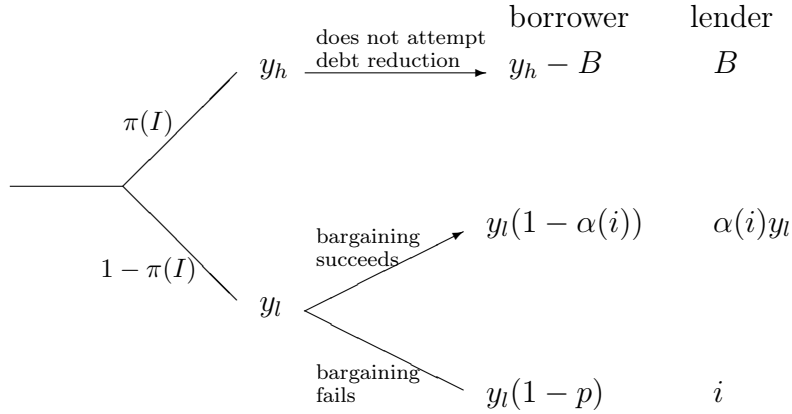 borrower lender
does not attempt
debt reduction
y_h y_h − B B
π(I)
bargaining
succeeds
y_l(1 − α(i)) α(i)y_l
1 − π(I)
y_l
bargaining
fails
y_l(1 − p) i